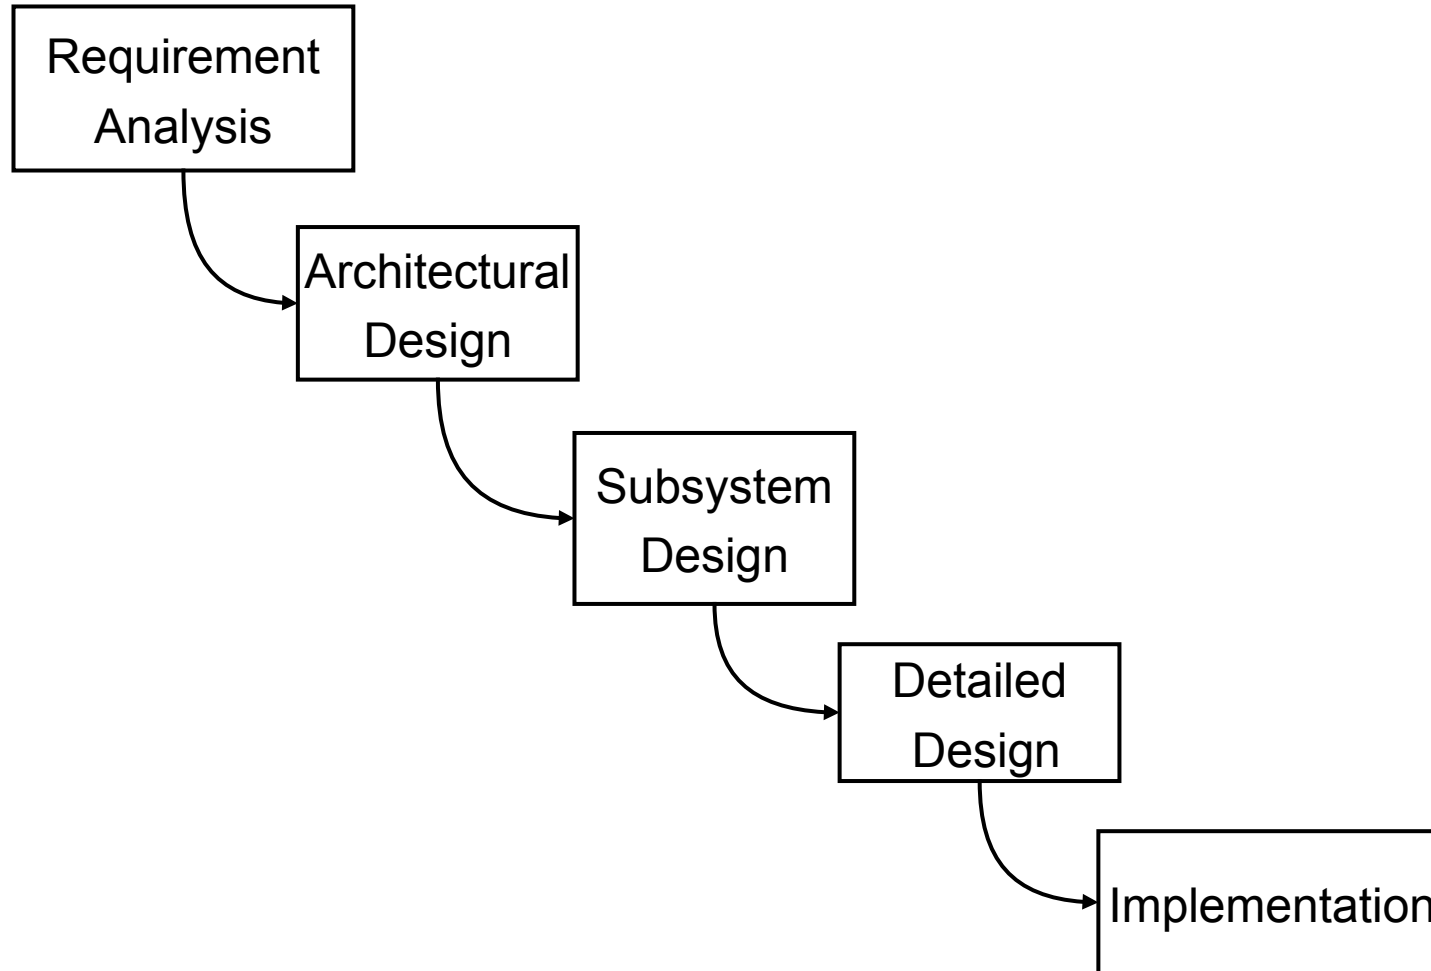 Requirement
Analysis
Architectural
Design
Subsystem
Design
Detailed
Design
Implementation